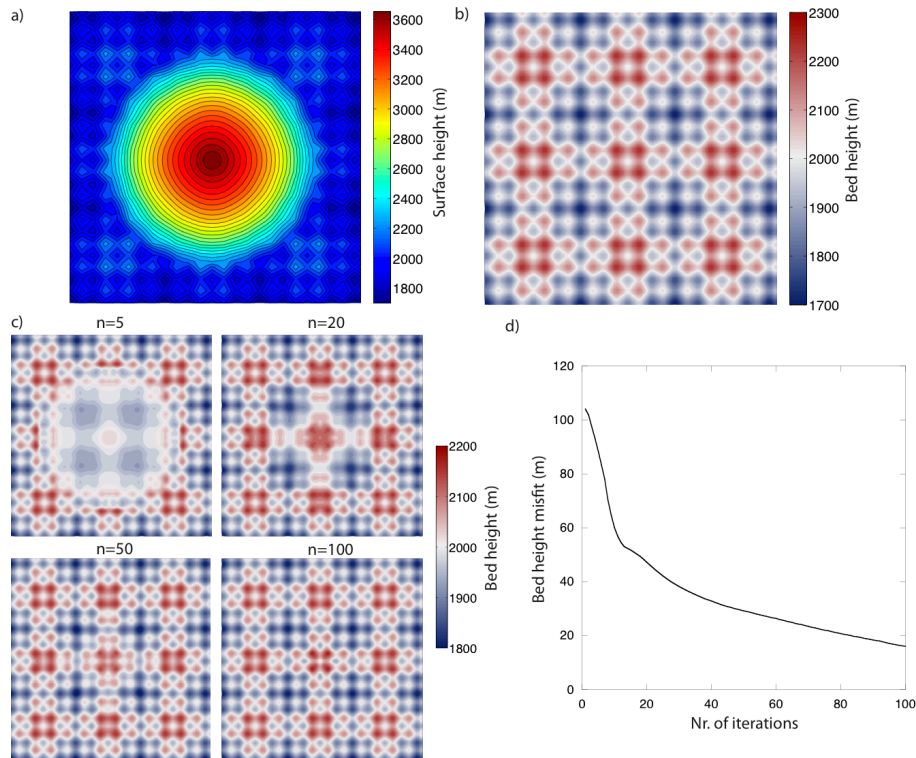 a)
3600
3400
3200
3000
2800
2600
2400
2200
2000
1800
Surface height (m)
b)
2300
2200
2100
2000
1900
1800
1700
Bed height (m)
c)
n=5
n=20
n=50
n=100
2200
2100
2000
1900
1800
Bed height (m)
d)
120
100
80
60
40
20
0
Bed height misfit (m)
0 20 40 60 80 100
Nr. of iterations